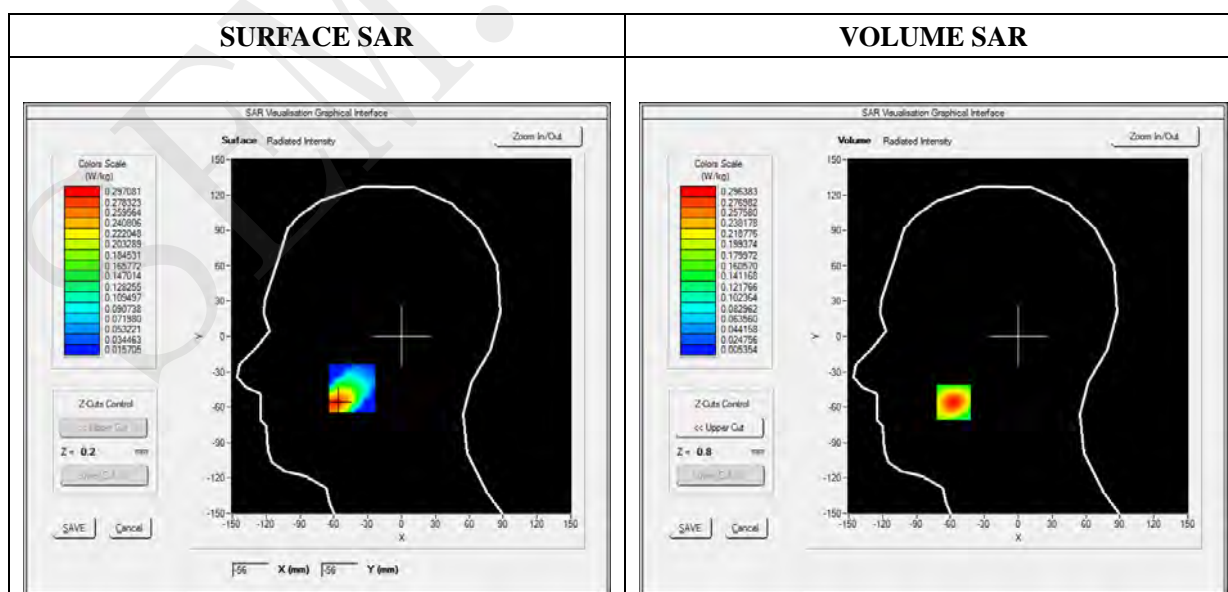 SURFACE SAR
VOLUME SAR
SAR Visualisation Graphical Interface
Surface Radiated Intensity
Zoom In/Out
Colors Scale
(W/kg)
0.297081
0.278323
0.259564
0.240806
0.222048
0.203289
0.184531
0.165772
0.147014
0.128255
0.109497
0.090738
0.071980
0.053221
0.034463
0.015705
150
120
90
60
30
0
-30
-60
-90
-120
-150
Y
-150 -120 -90 -60 -30 0 30 60 90 120 150
X
Z-Cuts Control
<< Upper Cut
Z = 0.2 mm
SAVE Cancel
-56 X (mm) -56 Y (mm)
SAR Visualisation Graphical Interface
Volume Radiated Intensity
Zoom In/Out
Colors Scale
(W/kg)
0.296383
0.276982
0.257580
0.238178
0.218776
0.199374
0.179972
0.160570
0.141168
0.121766
0.102364
0.082962
0.063560
0.044158
0.024756
0.005354
150
120
90
60
30
0
-30
-60
-90
-120
-150
Y
-150 -120 -90 -60 -30 0 30 60 90 120 150
X
Z-Cuts Control
<< Upper Cut
Z = 0.8 mm
SAVE Cancel